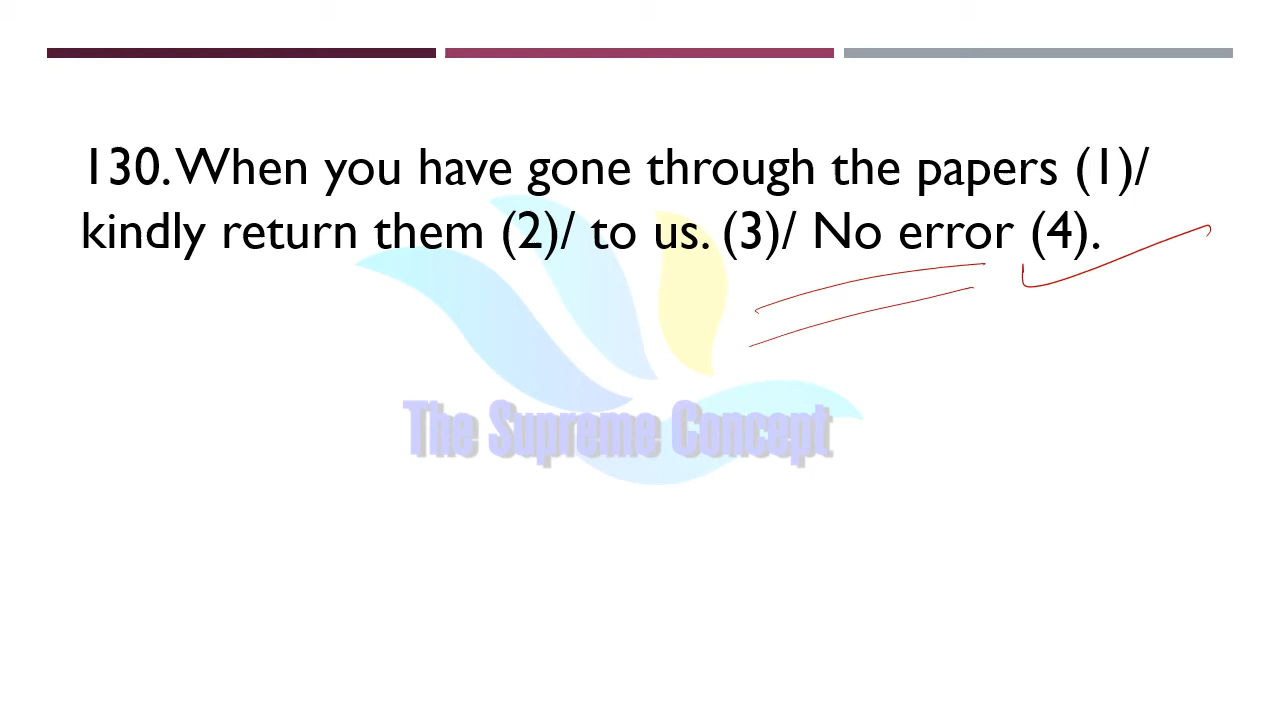 130. When you have gone through the papers (1)/
kindly return them (2)/ to us. (3)/ No error (4).
The Supreme Concept